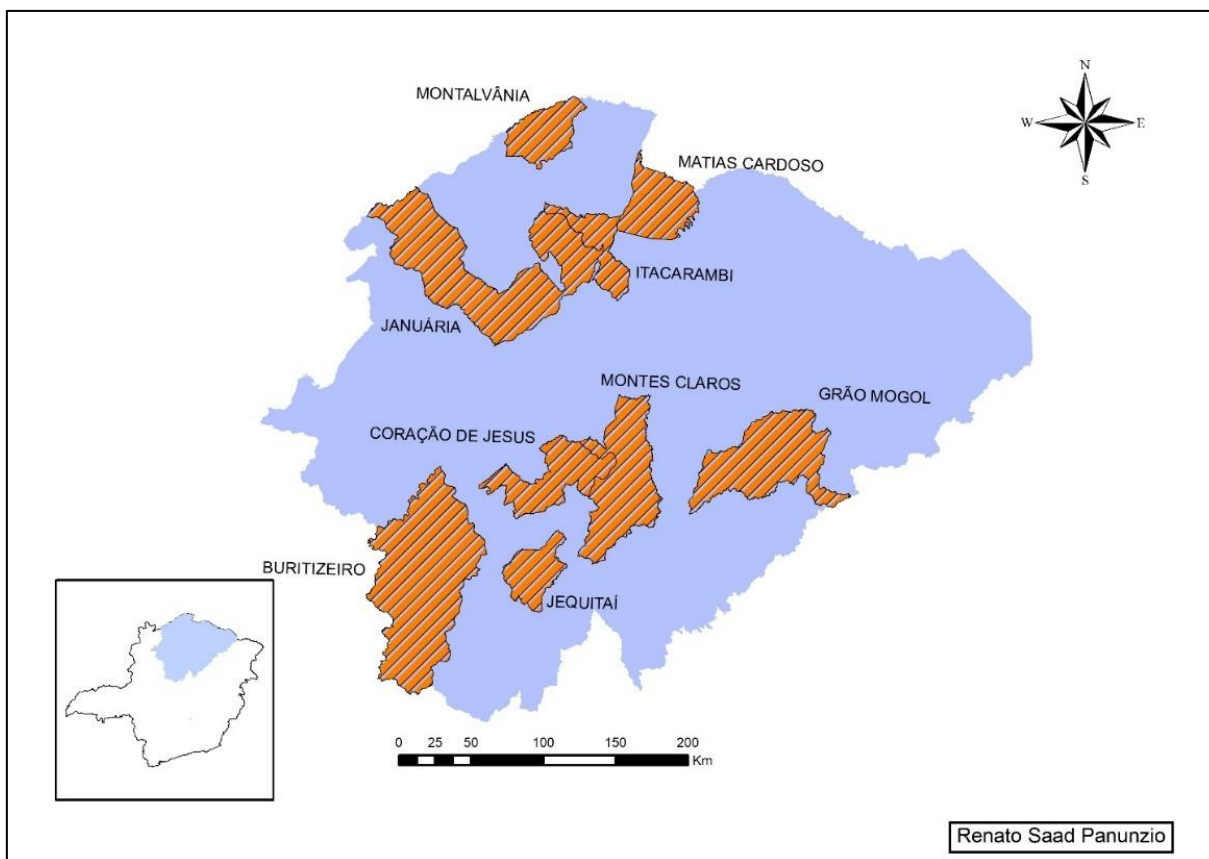 MONTALVÂNIA
N
W
E
S
MATIAS CARDOSO
ITACARAMBI
JANUÁRIA
MONTES CLAROS
GRÃO MOGOL
CORAÇÃO DE JESUS
BURITIZEIRO
JEQUITAÍ
0 25 50 100 150 200
Km
Renato Saad Panunzio